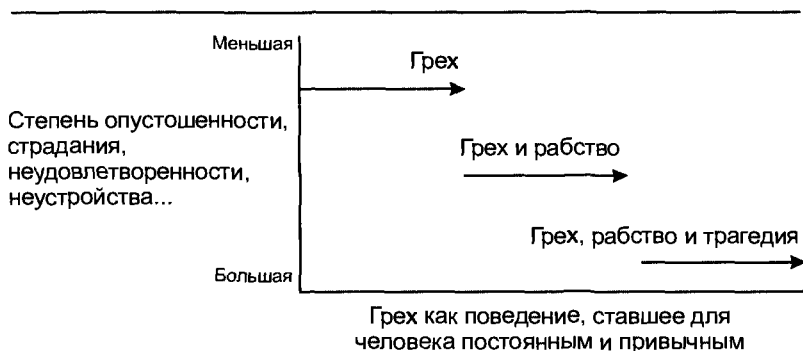 Меньшая
Грех
Степень опустошенности,
страдания,
неудовлетворенности,
неустройства...
Грех и рабство
Грех, рабство и трагедия
Большая
Грех как поведение, ставшее для
человека постоянным и привычным